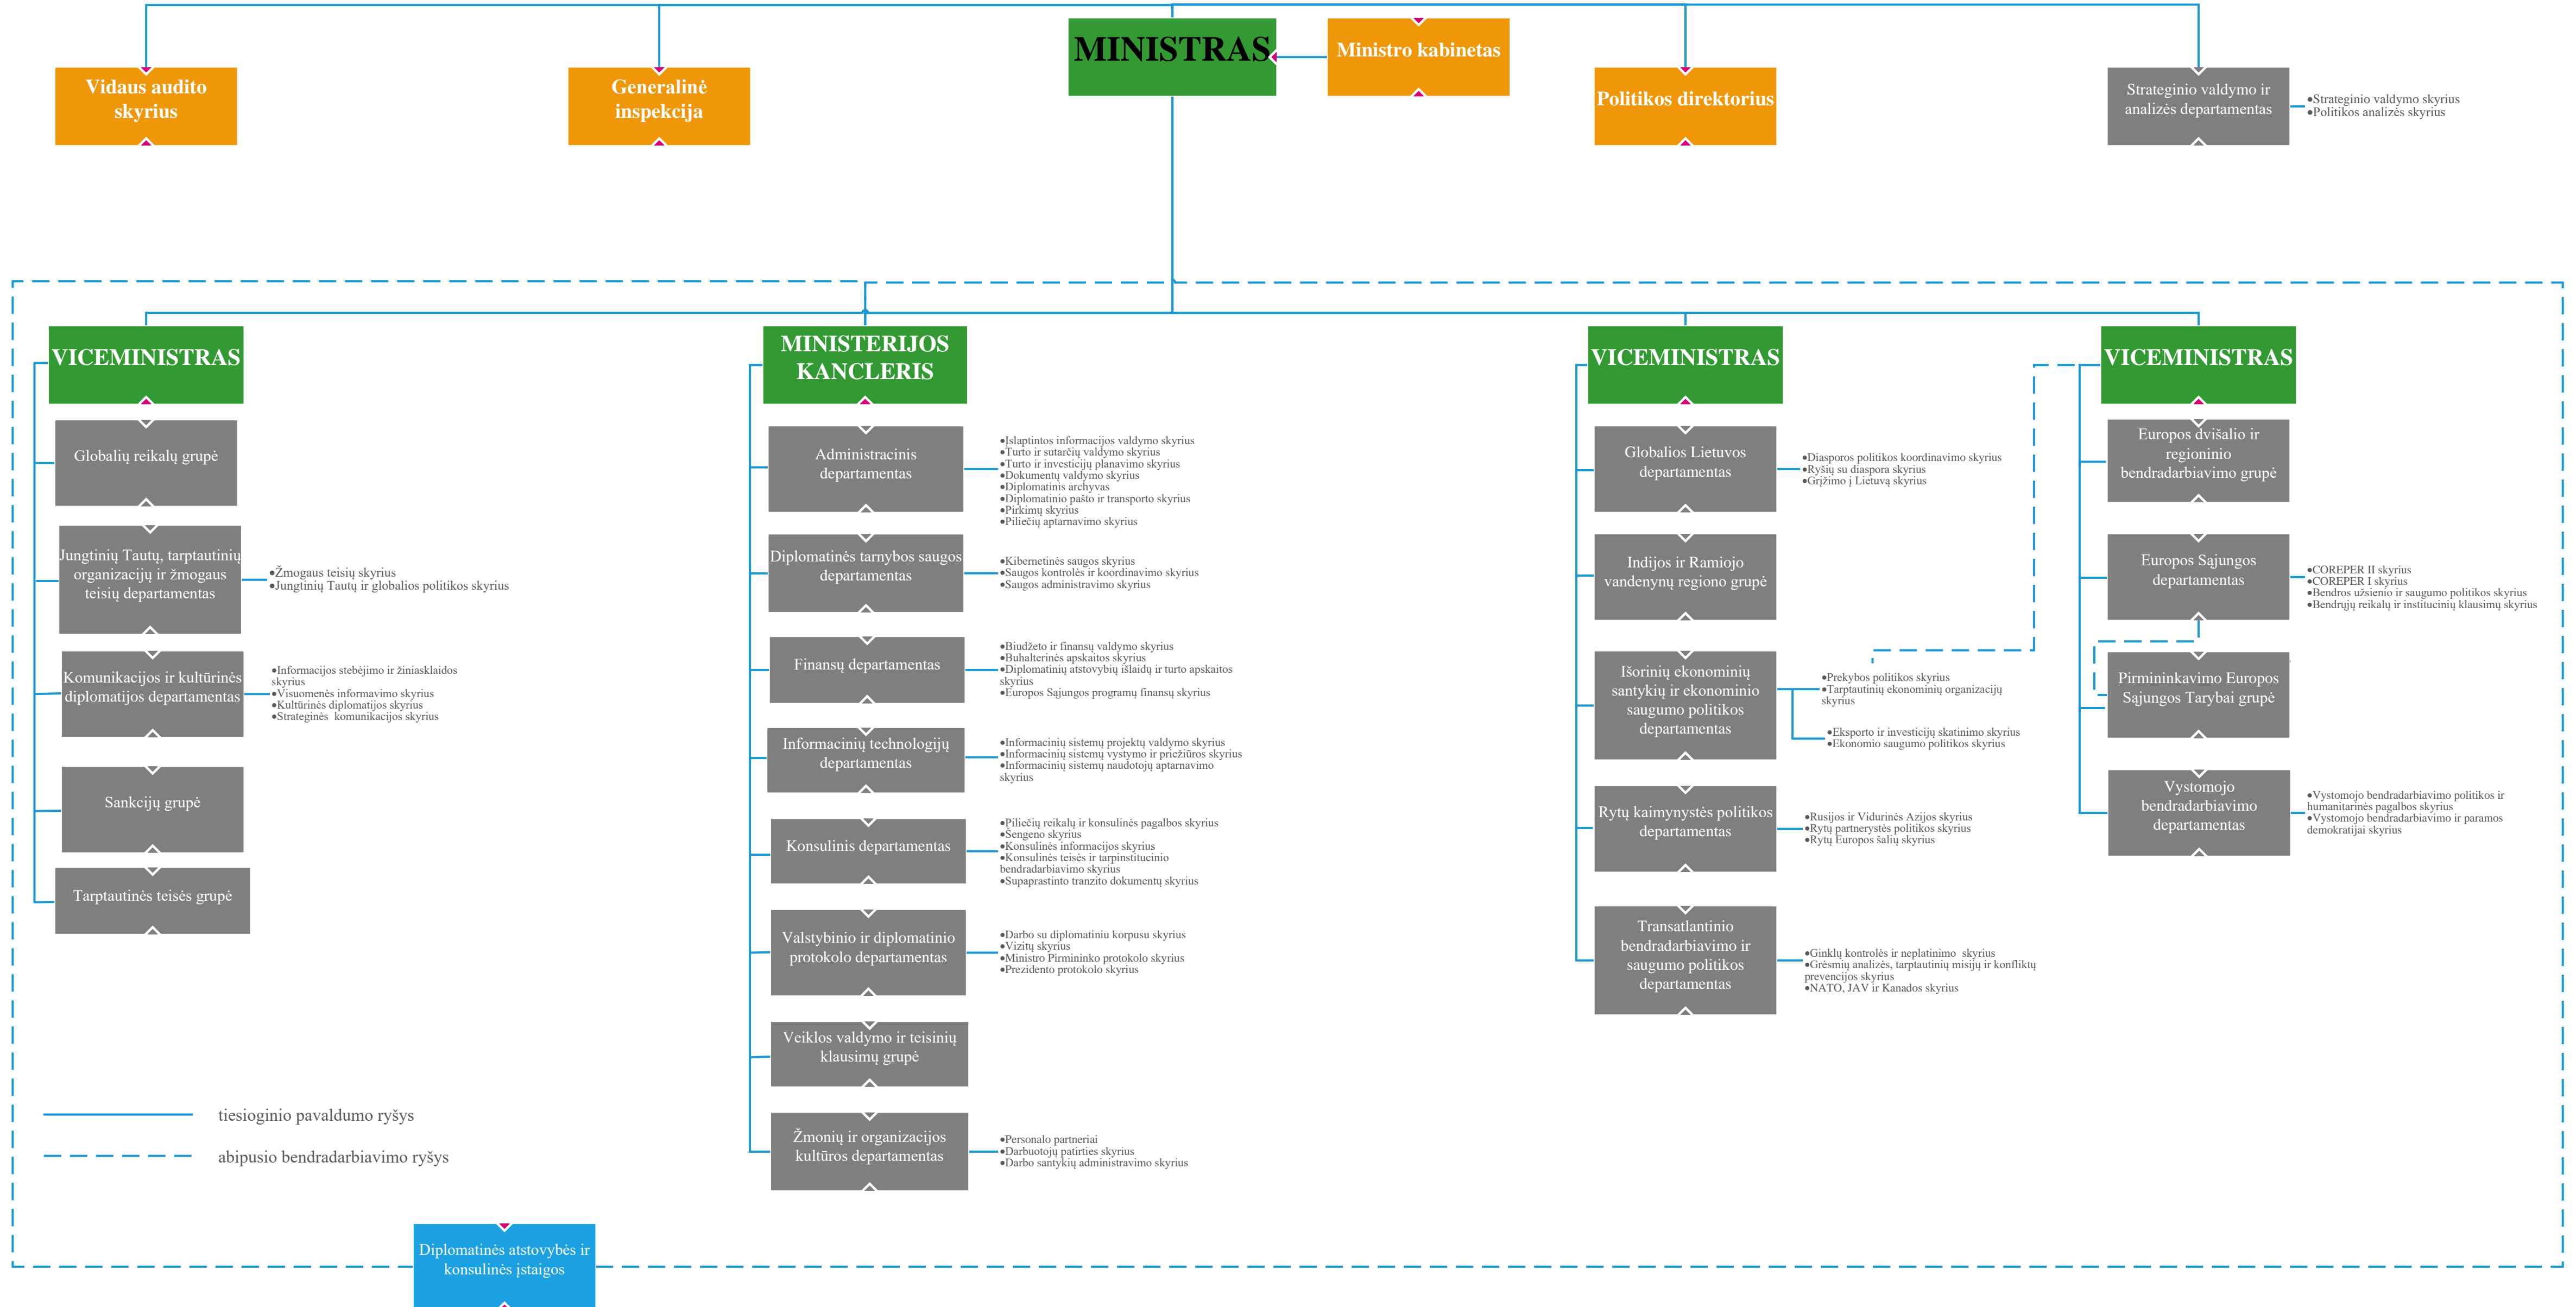 MINISTRAS
Ministro kabinetas
Vidaus audito
skyrius
Generalinė
inspekcija
Politikos direktorius
Strateginio valdymo ir
analizės departamentas
•Strateginio valdymo skyrius
•Politikos analizės skyrius
VICEMINISTRAS
Globalių reikalų grupė
Jungtinių Tautų, tarptautinių
organizacijų ir žmogaus
teisių departamentas
•Žmogaus teisių skyrius
•Jungtinių Tautų ir globalios politikos skyrius
Komunikacijos ir kultūrinės
diplomatijos departamentas
•Informacijos stebėjimo ir žiniasklaidos
skyrius
•Visuomenės informavimo skyrius
•Kultūrinės diplomatijos skyrius
•Strateginės  komunikacijos skyrius
Sankcijų grupė
Tarptautinės teisės grupė
MINISTERIJOS
KANCLERIS
Administracinis
departamentas
•Įslaptintos informacijos valdymo skyrius
•Turto ir sutarčių valdymo skyrius
•Turto ir investicijų planavimo skyrius
•Dokumentų valdymo skyrius
•Diplomatinis archyvas
•Diplomatinio pašto ir transporto skyrius
•Pirkimų skyrius
•Piliečių aptarnavimo skyrius
Diplomatinės tarnybos saugos
departamentas
•Kibernetinės saugos skyrius
•Saugos kontrolės ir koordinavimo skyrius
•Saugos administravimo skyrius
Finansų departamentas
•Biudžeto ir finansų valdymo skyrius
•Buhalterinės apskaitos skyrius
•Diplomatinių atstovybių išlaidų ir turto apskaitos
skyrius
•Europos Sąjungos programų finansų skyrius
Informacinių technologijų
departamentas
•Informacinių sistemų projektų valdymo skyrius
•Informacinių sistemų vystymo ir priežiūros skyrius
•Informacinių sistemų naudotojų aptarnavimo
skyrius
Konsulinis departamentas
•Piliečių reikalų ir konsulinės pagalbos skyrius
•Šengeno skyrius
•Konsulinės informacijos skyrius
•Konsulinės teisės ir tarpinstitucinio
bendradarbiavimo skyrius
•Supaprastinto tranzito dokumentų skyrius
Valstybinio ir diplomatinio
protokolo departamentas
•Darbo su diplomatiniu korpusu skyrius
•Vizitų skyrius
•Ministro Pirmininko protokolo skyrius
•Prezidento protokolo skyrius
Veiklos valdymo ir teisinių
klausimų grupė
Žmonių ir organizacijos
kultūros departamentas
•Personalo partneriai
•Darbuotojų patirties skyrius
•Darbo santykių administravimo skyrius
VICEMINISTRAS
Globalios Lietuvos
departamentas
•Diasporos politikos koordinavimo skyrius
•Ryšių su diaspora skyrius
•Grįžimo į Lietuvą skyrius
Indijos ir Ramiojo
vandenynų regiono grupė
Išorinių ekonominių
santykių ir ekonominio
saugumo politikos
departamentas
•Prekybos politikos skyrius
•Tarptautinių ekonominių organizacijų
skyrius
•Eksporto ir investicijų skatinimo skyrius
•Ekonomio saugumo politikos skyrius
Rytų kaimynystės politikos
departamentas
•Rusijos ir Vidurinės Azijos skyrius
•Rytų partnerystės politikos skyrius
•Rytų Europos šalių skyrius
Transatlantinio
bendradarbiavimo ir
saugumo politikos
departamentas
•Ginklų kontrolės ir neplatinimo  skyrius
•Grėsmių analizės, tarptautinių misijų ir konfliktų
prevencijos skyrius
•NATO, JAV ir Kanados skyrius
VICEMINISTRAS
Europos dvišalio ir
regioninio
bendradarbiavimo grupė
Europos Sąjungos
departamentas
•COREPER II skyrius
•COREPER I skyrius
•Bendros užsienio ir saugumo politikos skyrius
•Bendrųjų reikalų ir institucinių klausimų skyrius
Pirmininkavimo Europos
Sąjungos Tarybai grupė
Vystomojo
bendradarbiavimo
departamentas
•Vystomojo bendradarbiavimo politikos ir
humanitarinės pagalbos skyrius
•Vystomojo bendradarbiavimo ir paramos
demokratijai skyrius
tiesioginio pavaldumo ryšys
abipusio bendradarbiavimo ryšys
Diplomatinės atstovybės ir
konsulinės įstaigos